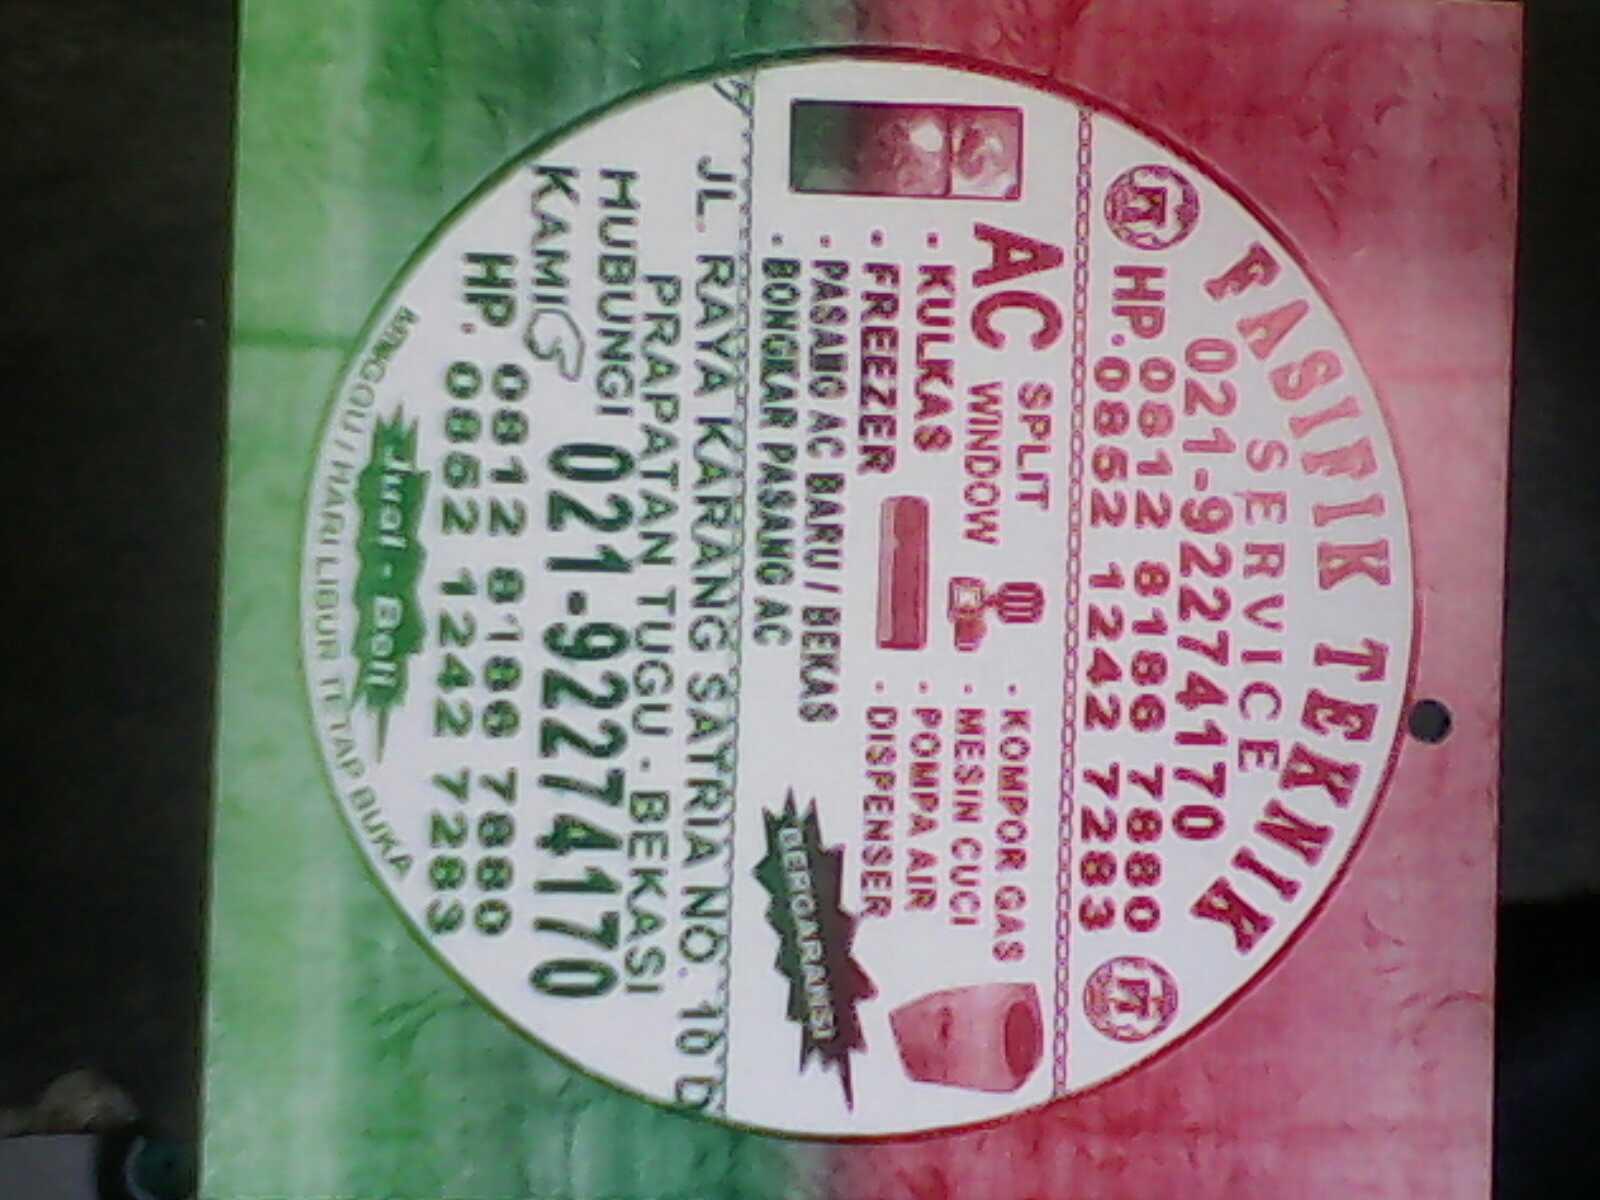 PASIFIK TEKNIK
SERVICE
021-92274170
HP. 0812 8186 7880
0852 1242 7283
AC SPLIT
WINDOW
• KULKAS
• FREEZER
• PASANG AC BARU / BEKAS
• BONGKAR PASANG AC
• KOMPOR GAS
• MESIN CUCI
• POMPA AIR
• DISPENSER
BERGARANSI
JL. RAYA KARANG SATRIA NO. 10 D
PRAPATAN TUGU - BEKASI
HUBUNGI
KAMI
021-92274170
HP. 0812 8186 7880
0852 1242 7283
Jual - Beli
MINGGU / HARI LIBUR TETAP BUKA